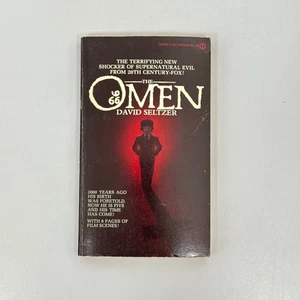 THE TERRIFYING NEW
SHOCKER OF SUPERNATURAL EVIL
FROM 20TH CENTURY-FOX!
THE
OMEN
666
DAVID SELTZER
2000 YEARS AGO
HIS BIRTH
WAS FORETOLD.
NOW HE IS FIVE
AND HIS TIME
HAS COME!
WITH 8 PAGES OF
FILM SCENES!